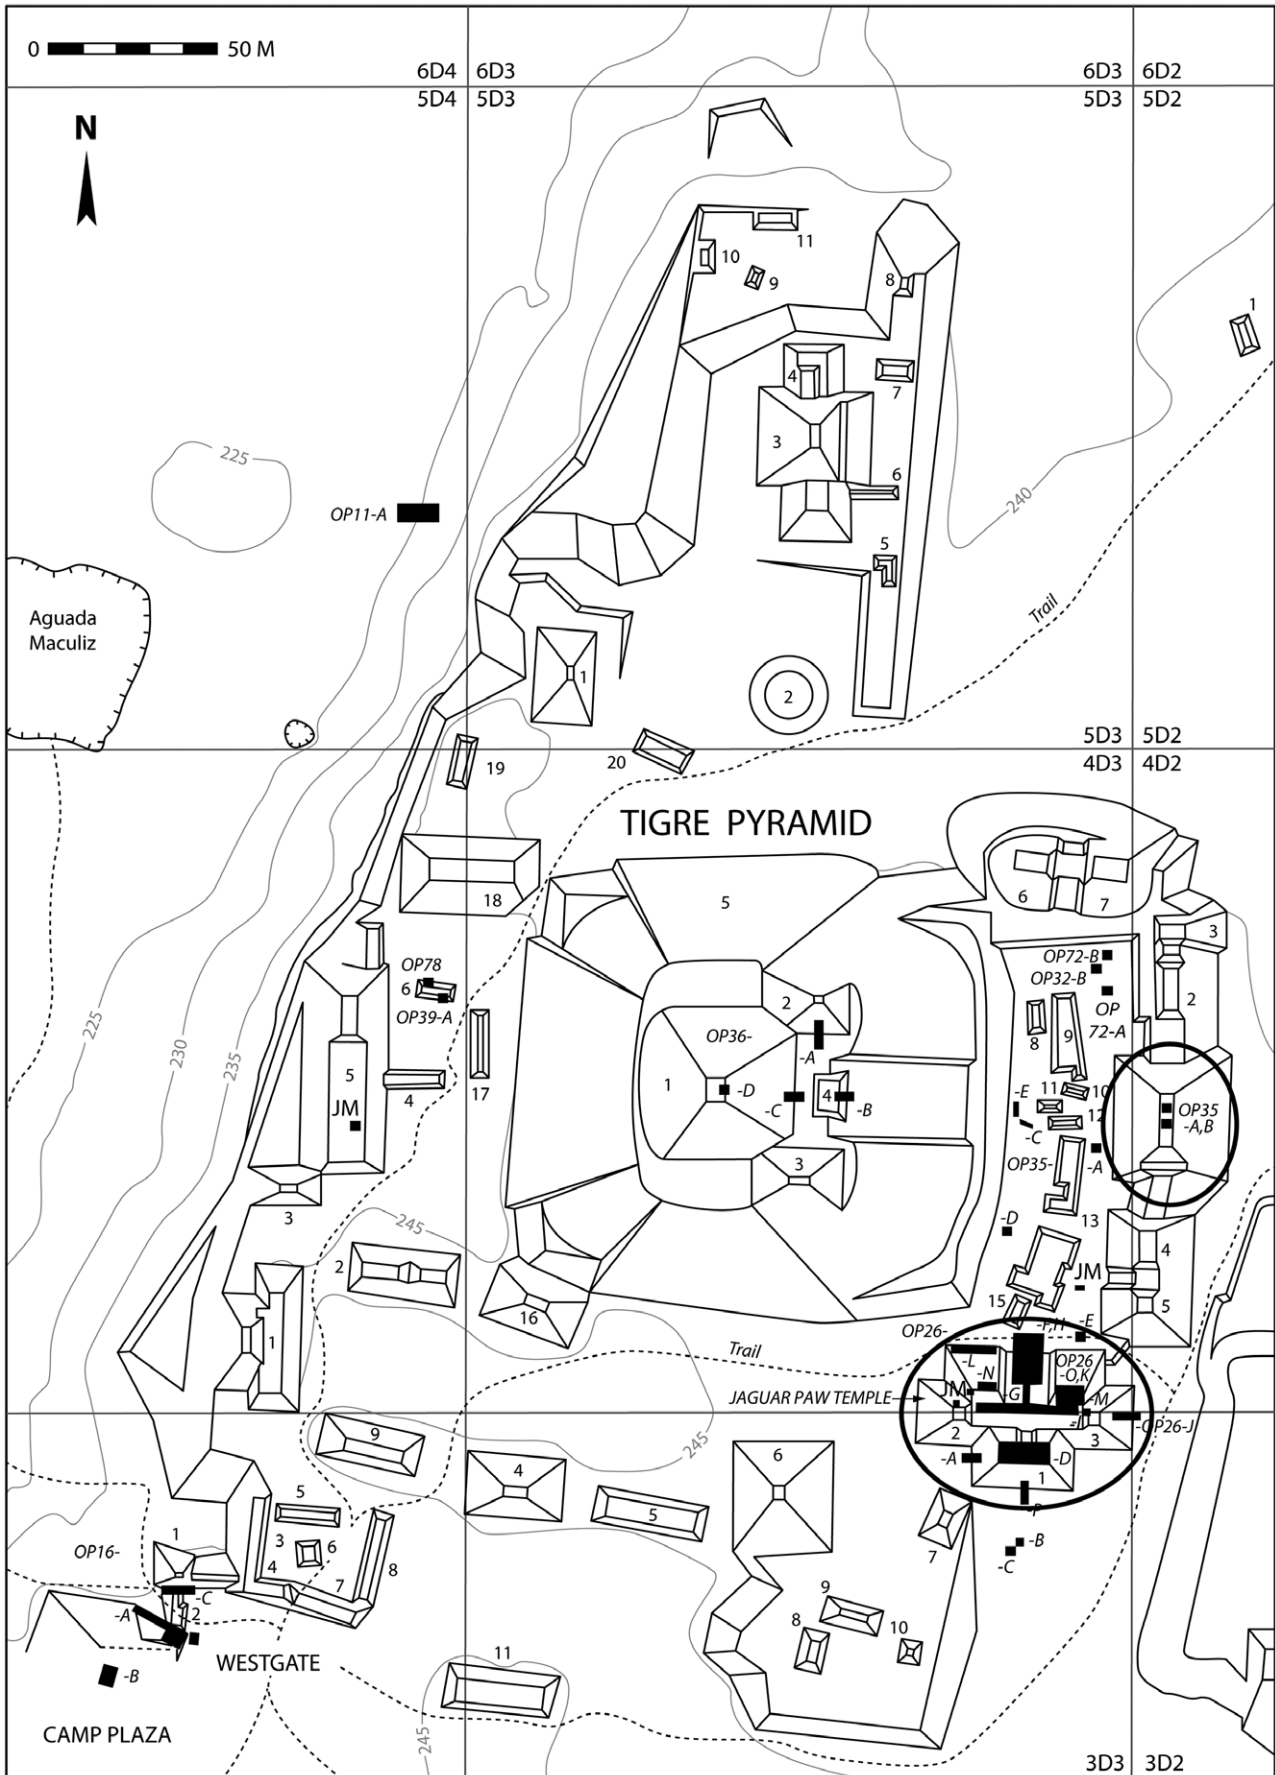 0 50 M
6D4 6D3
5D4 5D3
6D3 6D2
5D3 5D2
N
11
10
9
8
1
4
7
3
225
6
OP11-A
240
5
Aguada
Maculiz
Trail
1
2
5D3 5D2
4D3 4D2
19
20
TIGRE PYRAMID
18
5
6
7
3
OP72-B
OP32-B
OP78
6
OP39-A
OP
72-A
2
2
OP36-
-A
8
9
225
230
235
5
4
17
1
-D
-C
4
-B
-E
11
10
12
-C
JM
OP35
-A,B
OP35-
-A
3
3
13
-D
245
4
2
JM
16
15
5
OP26-
-F,H
-E
1
Trail
-L
OP26
-O,K
-N
JM
-G
-M
JAGUAR PAW TEMPLE
-I
-OP26-J
2
3
9
245
-A
-D
1
4
6
5
-P
5
7
-B
-C
1
3
6
OP16-
4
8
7
-C
-A
2
9
8
10
WESTGATE
11
-B
CAMP PLAZA
245
3D3 3D2